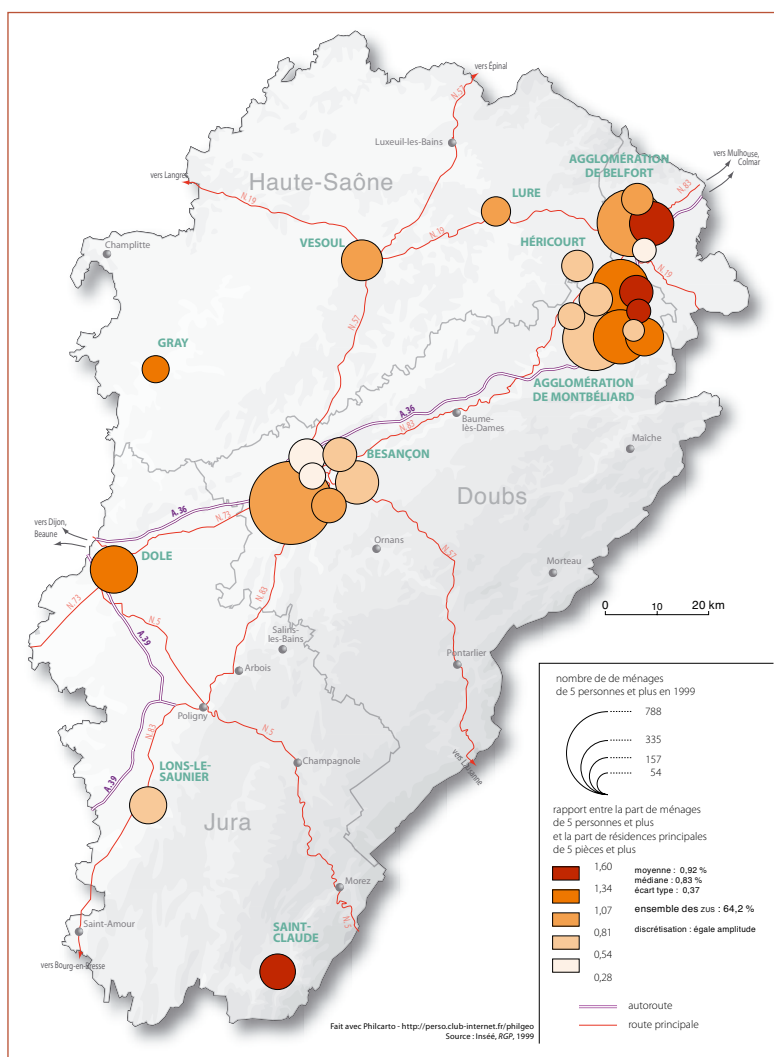 vers Épinal
N.57
Luxeuil-les-Bains
AGGLOMÉRATION
DE BELFORT
vers Mulhouse,
Colmar
vers Langres
Haute-Saône
N.83
N.19
LURE
VESOUL
HÉRICOURT
N.19
Champlitte
N.19
N.57
GRAY
AGGLOMÉRATION
DE MONTBÉLIARD
A.36
N.83
Baume-
lès-Dames
Maîche
BESANÇON
Doubs
A.36
N.73
vers Dijon,
Beaune
DOLE
Ornans
N.57
Morteau
N.73
N.5
N.83
0 10 20 km
A.39
Salins-
les-Bains
Arbois
Pontarlier
Poligny
N.83
N.5
vers Lausanne
A.39
LONS-LE-
SAUNIER
Champagnole
Jura
Morez
Saint-Amour
SAINT-
CLAUDE
N.5
vers Bourg-en-Bresse
nombre de de ménages
de 5 personnes et plus en 1999
788
335
157
54
rapport entre la part de ménages
de 5 personnes et plus
et la part de résidences principales
de 5 pièces et plus
1,60
moyenne : 0,92 %
médiane : 0,83 %
écart type : 0,37
1,34
1,07
ensemble des ZUS : 64,2 %
0,81
discrétisation : égale amplitude
0,54
0,28
autoroute
route principale
Fait avec Philcarto - http://perso.club-internet.fr/philgeo
Source : Inséé, RGP, 1999